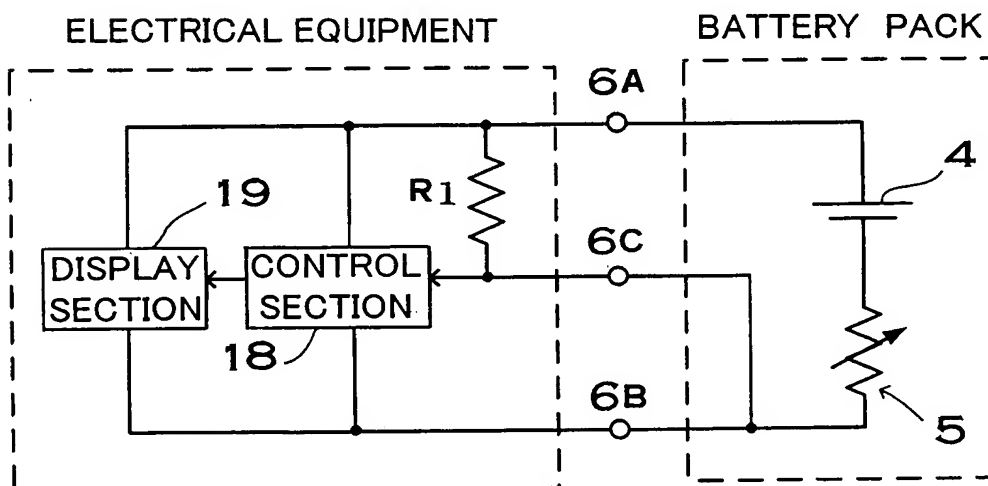 ELECTRICAL EQUIPMENT
BATTERY PACK
6A
4
R1
19
6C
DISPLAY
SECTION
CONTROL
SECTION
18
6B
5